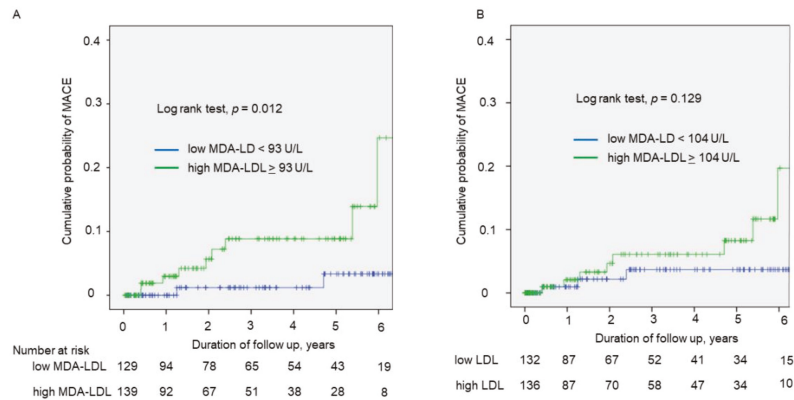 A
Cumulative probability of MACE
0.4
0.3
0.2
0.1
0
Log rank test, p = 0.012
low MDA-LD < 93 U/L
high MDA-LDL ≥ 93 U/L
0 1 2 3 4 5 6
Duration of follow up, years
Number at risk
low MDA-LDL 129 94 78 65 54 43 19
high MDA-LDL 139 92 67 51 38 28 8
B
Cumulative probability of MACE
0.4
0.3
0.2
0.1
0
Log rank test, p = 0.129
low MDA-LD < 104 U/L
high MDA-LDL ≥ 104 U/L
0 1 2 3 4 5 6
Duration of follow up, years
low LDL 132 87 67 52 41 34 15
high LDL 136 87 70 58 47 34 10